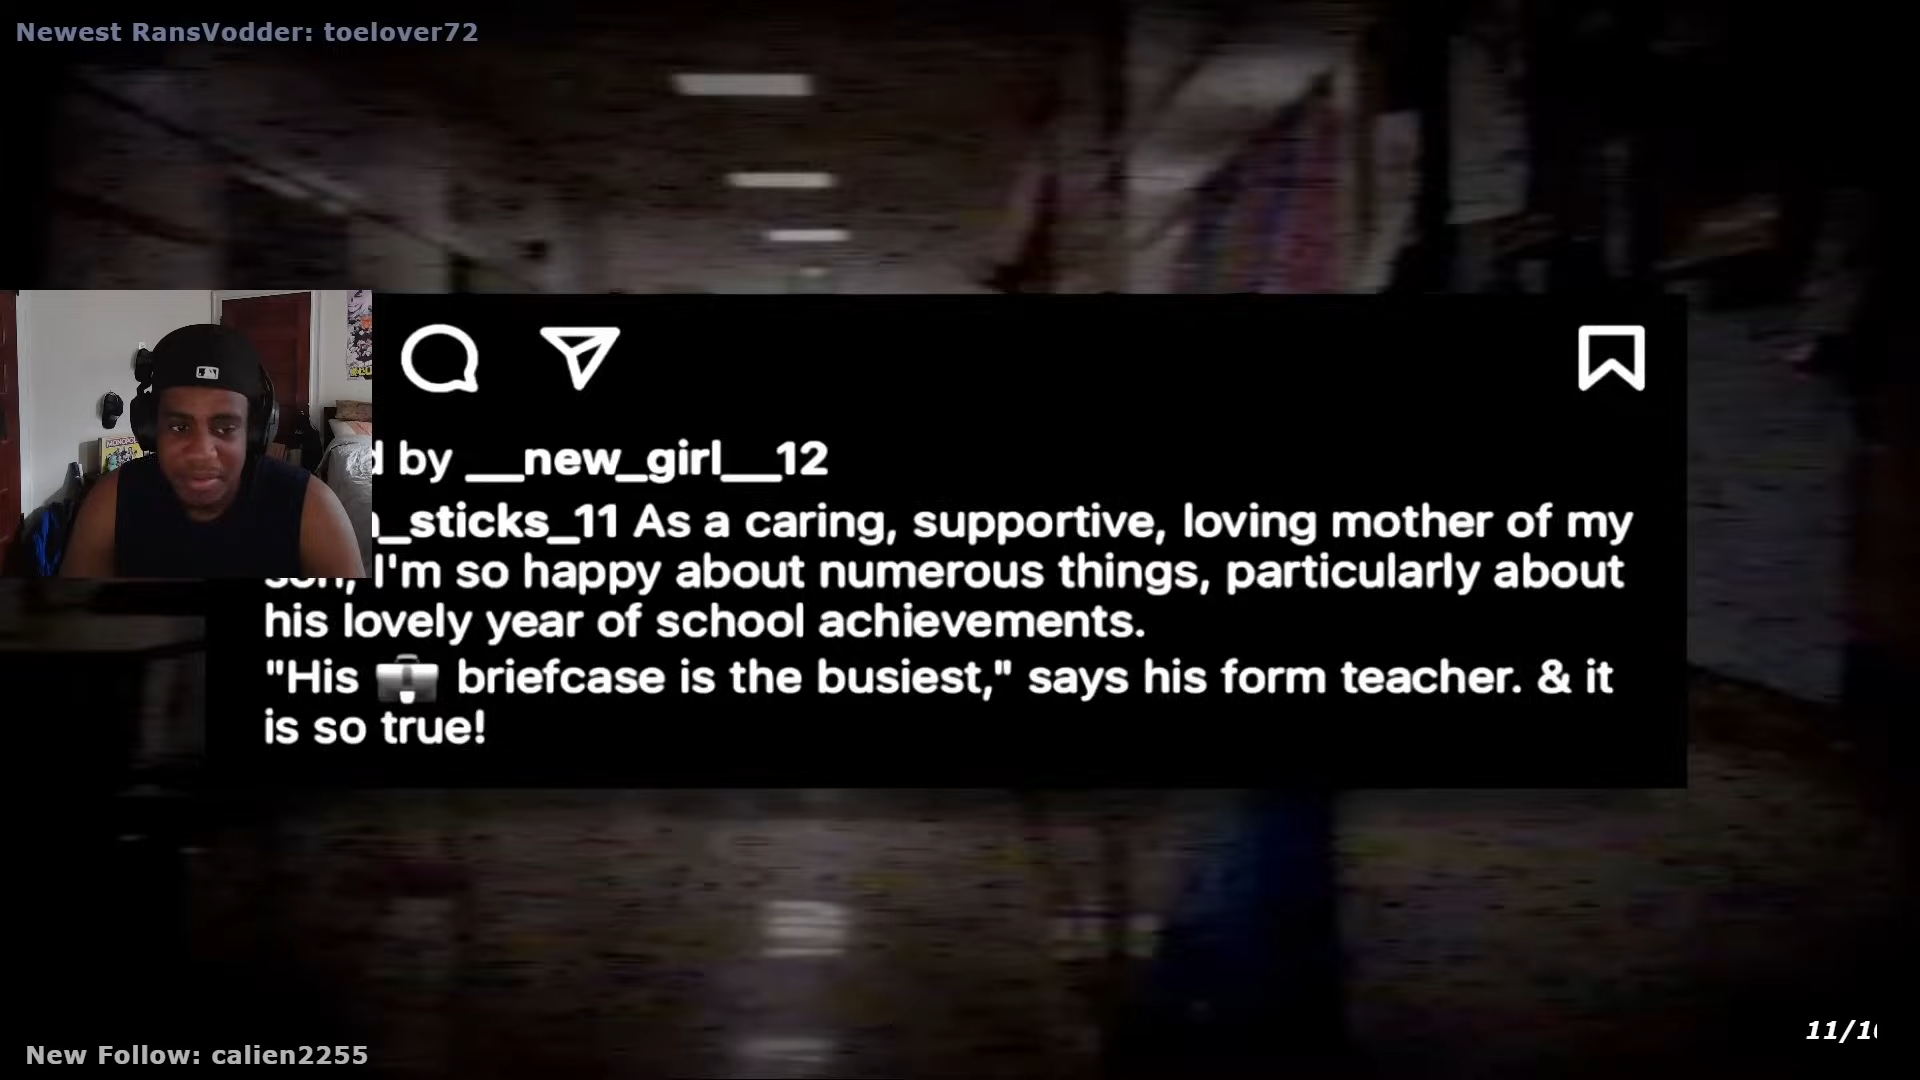 Newest RansVodder: toelover72
by __new_girl__12
_sticks_11 As a caring, supportive, loving mother of my
son, I'm so happy about numerous things, particularly about
his lovely year of school achievements.
"His 💼 briefcase is the busiest," says his form teacher. & it
is so true!
11/1
New Follow: calien2255